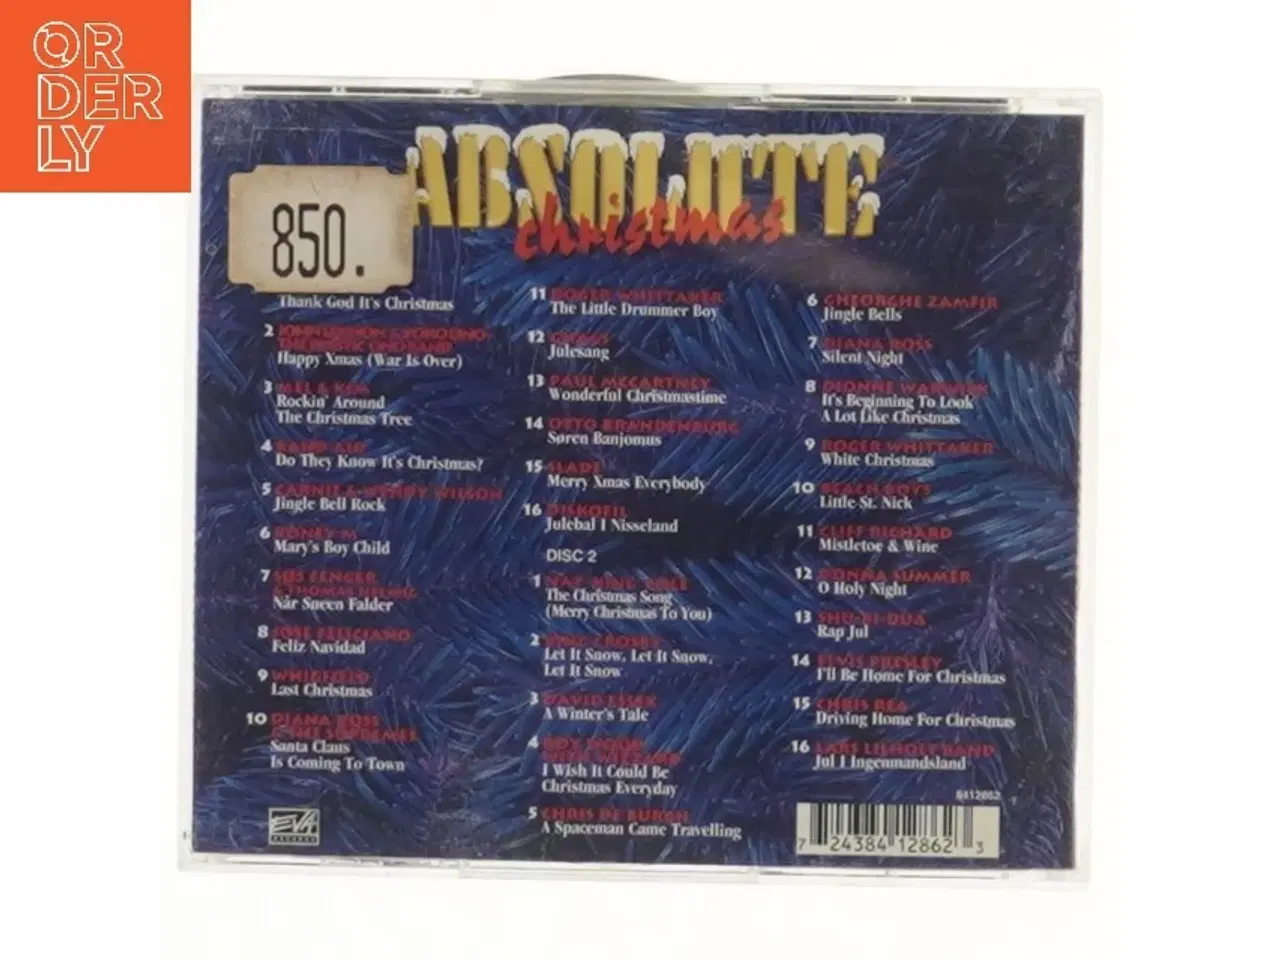 ORDERLY
ABSOLUTE
christmas
850.
Thank God It's Christmas
2 JOHN LENNON & YOKO ONO
THE PLASTIC ONO BAND
Happy Xmas (War Is Over)
3 MEL & KIM
Rockin' Around
The Christmas Tree
4 BAND AID
Do They Know It's Christmas?
5 CARNIE & WENDY WILSON
Jingle Bell Rock
6 BONEY M
Mary's Boy Child
7 SØS FENGER
& THOMAS HELMIG
Når Sneen Falder
8 JOSE FELICIANO
Feliz Navidad
9 WHIGFIELD
Last Christmas
10 DIANA ROSS
& THE SUPREMES
Santa Claus
Is Coming To Town
EVA
RECORDS
11 ROGER WHITTAKER
The Little Drummer Boy
12
Julesang
13 PAUL MCCARTNEY
Wonderful Christmastime
14 OTTO BRANDENBURG
Søren Banjomus
15 SLADE
Merry Xmas Everybody
16 DISKOFIL
Julebal I Nisseland
DISC 2
1 NAT KING COLE
The Christmas Song
(Merry Christmas To You)
2 BING CROSBY
Let It Snow, Let It Snow,
Let It Snow
3 DAVID ESSEX
A Winter's Tale
4 ROY WOOD
WITH WIZZARD
I Wish It Could Be
Christmas Everyday
5 CHRIS DE BURGH
A Spaceman Came Travelling
6 GHEORGHE ZAMFIR
Jingle Bells
7 DIANA ROSS
Silent Night
8 DIONNE WARWICK
It's Beginning To Look
A Lot Like Christmas
9 ROGER WHITTAKER
White Christmas
10 BEACH BOYS
Little St. Nick
11 CLIFF RICHARD
Mistletoe & Wine
12 DONNA SUMMER
O Holy Night
13 SHU-BI-DUA
Rap Jul
14 ELVIS PRESLEY
I'll Be Home For Christmas
15 CHRIS REA
Driving Home For Christmas
16 LARS LILHOLT BAND
Jul I Ingenmandsland
8412862
7 24384 12862 3